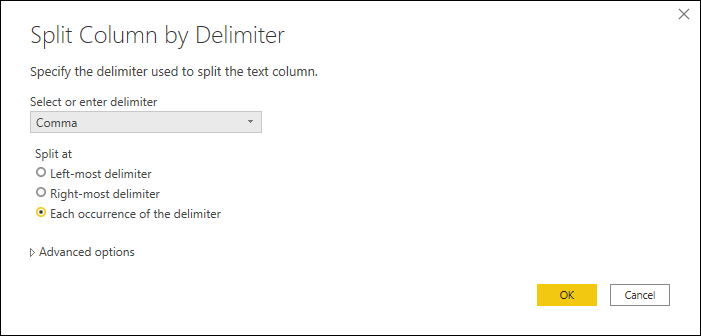 Split Column by Delimiter
Specify the delimiter used to split the text column.
Select or enter delimiter
Comma
Split at
Left-most delimiter
Right-most delimiter
Each occurrence of the delimiter
Advanced options
OK Cancel